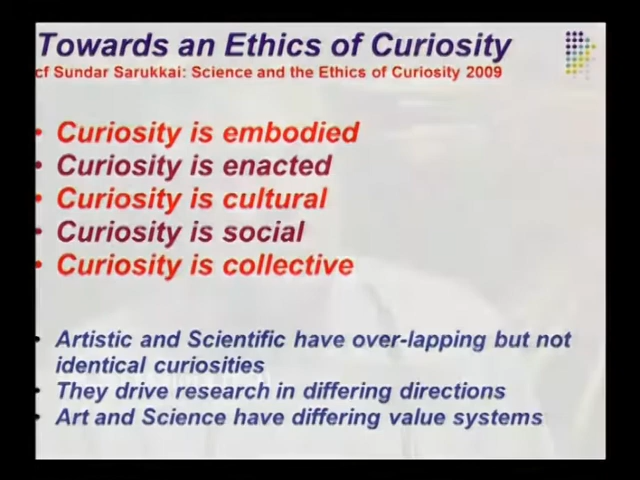 Towards an Ethics of Curiosity
cf Sundar Sarukkai: Science and the Ethics of Curiosity 2009
• Curiosity is embodied
• Curiosity is enacted
• Curiosity is cultural
• Curiosity is social
• Curiosity is collective
• Artistic and Scientific have over-lapping but not
identical curiosities
• They drive research in differing directions
• Art and Science have differing value systems